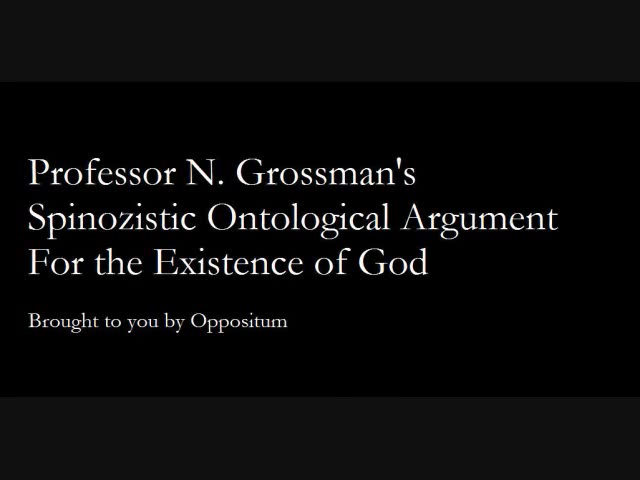 Professor N. Grossman's
Spinozistic Ontological Argument
For the Existence of God
Brought to you by Oppositum